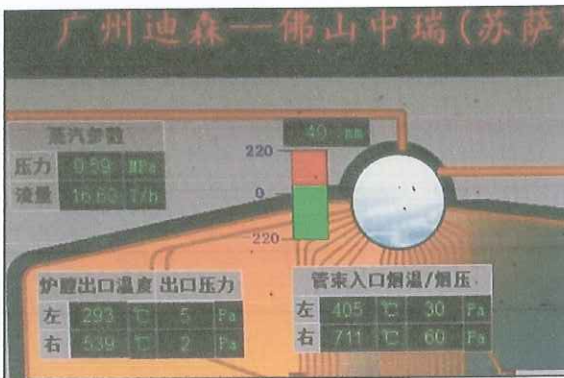 广州迪森一佛山中瑞(苏萨
蒸汽参数
压力 0.59 MPa
流量 16.60 T/h
40 mm
220
0
-220
炉膛出口温度 出口压力
左 293 ℃ 5 Pa
右 539 ℃ 2 Pa
管束入口烟温/烟压
左 405 ℃ 30 Pa
右 711 ℃ 60 Pa